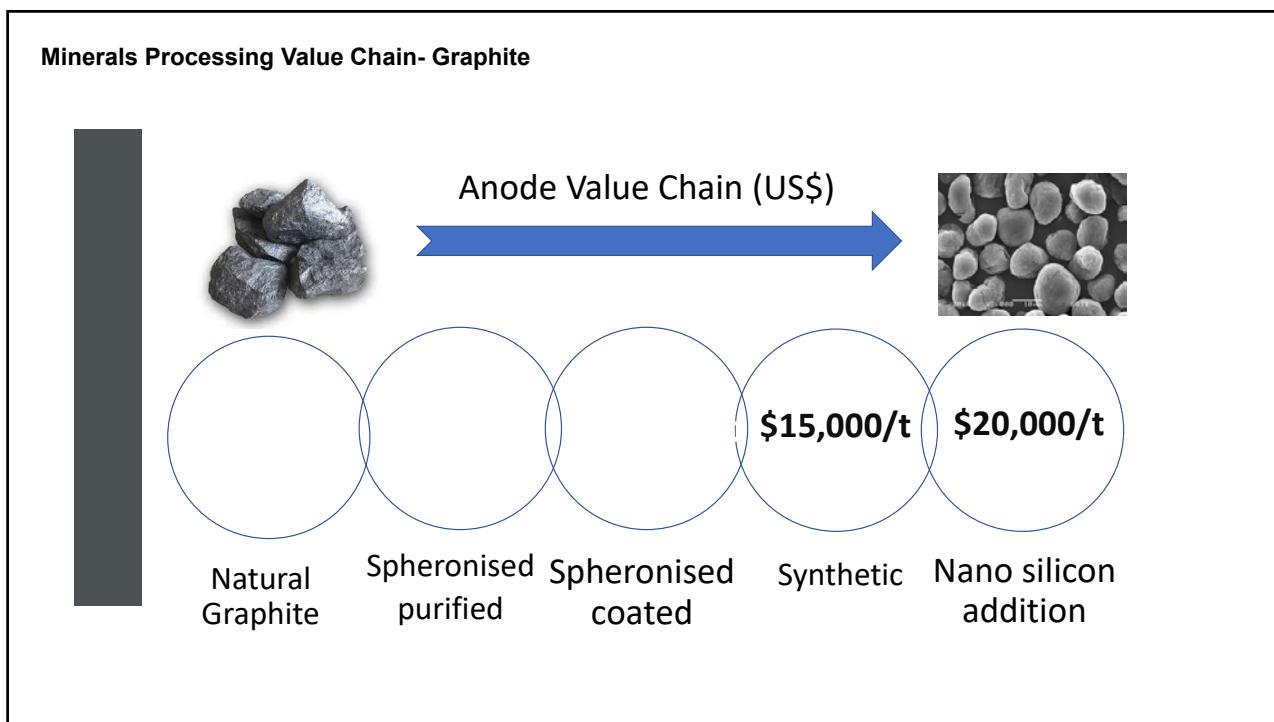 Minerals Processing Value Chain- Graphite
Anode Value Chain (US$)
$15,000/t
$20,000/t
Natural
Graphite
Spheronised
purified
Spheronised
coated
Synthetic
Nano silicon
addition